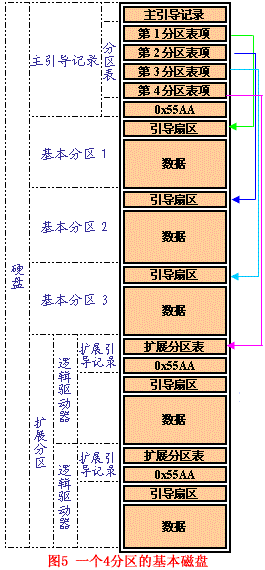 主引导记录
第 1 分区表项
第 2 分区表项
第 3 分区表项
第 4 分区表项
0x55AA
引导扇区
数据
引导扇区
数据
引导扇区
数据
扩展分区表
0x55AA
引导扇区
数据
扩展分区表
0x55AA
引导扇区
数据
主引导记录
分区表
基本分区 1
基本分区 2
基本分区 3
硬盘
扩展分区
逻辑驱动器
扩展引导记录
逻辑驱动器
扩展引导记录
图5 一个4分区的基本磁盘